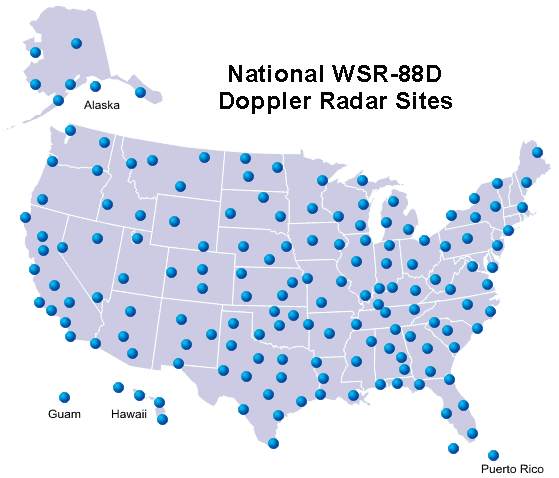 National WSR-88D
Doppler Radar Sites
Alaska
Guam
Hawaii
Puerto Rico